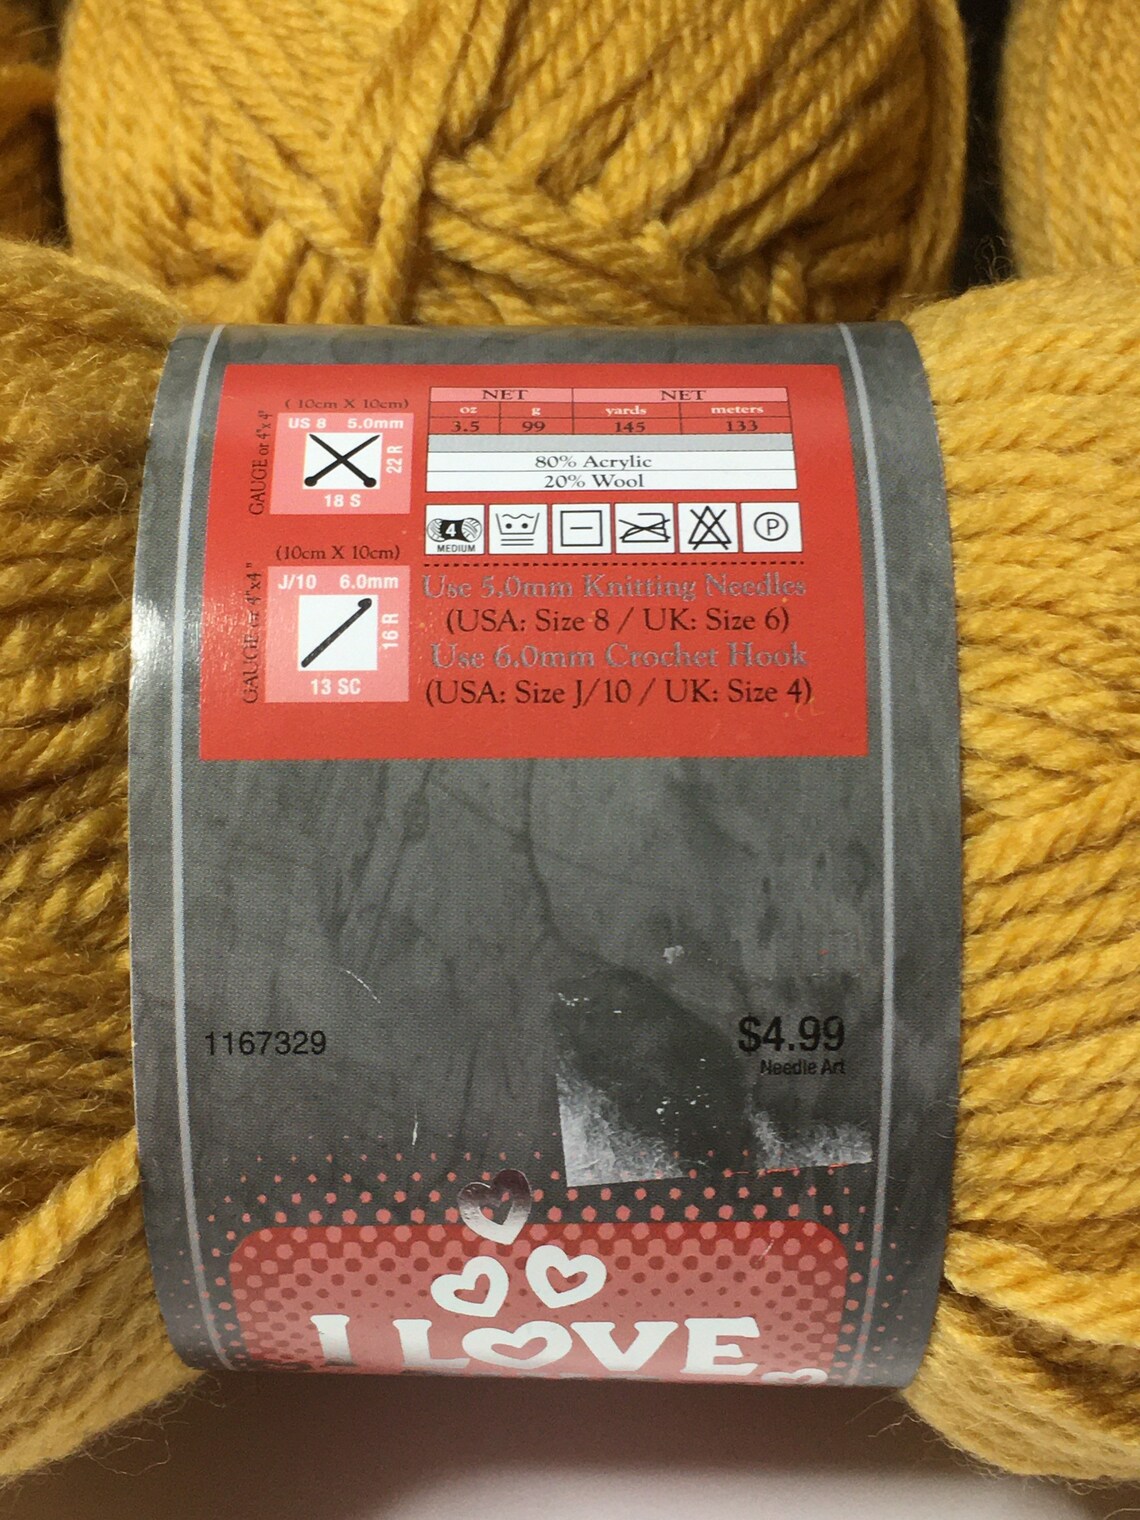 (10cm X 10cm)
GAUGE or 4"x 4"
US 8 5.0mm
22 R
18 S
NET NET
oz g yards meters
3.5 99 145 133
80% Acrylic
20% Wool
4
MEDIUM
P
(10cm X 10cm)
GAUGE or 4"x4"
J/10 6.0mm
16 R
13 SC
Use 5.0mm Knitting Needles
(USA: Size 8 / UK: Size 6)
Use 6.0mm Crochet Hook
(USA: Size J/10 / UK: Size 4)
1167329
$4.99
Needle Art
I LOVE